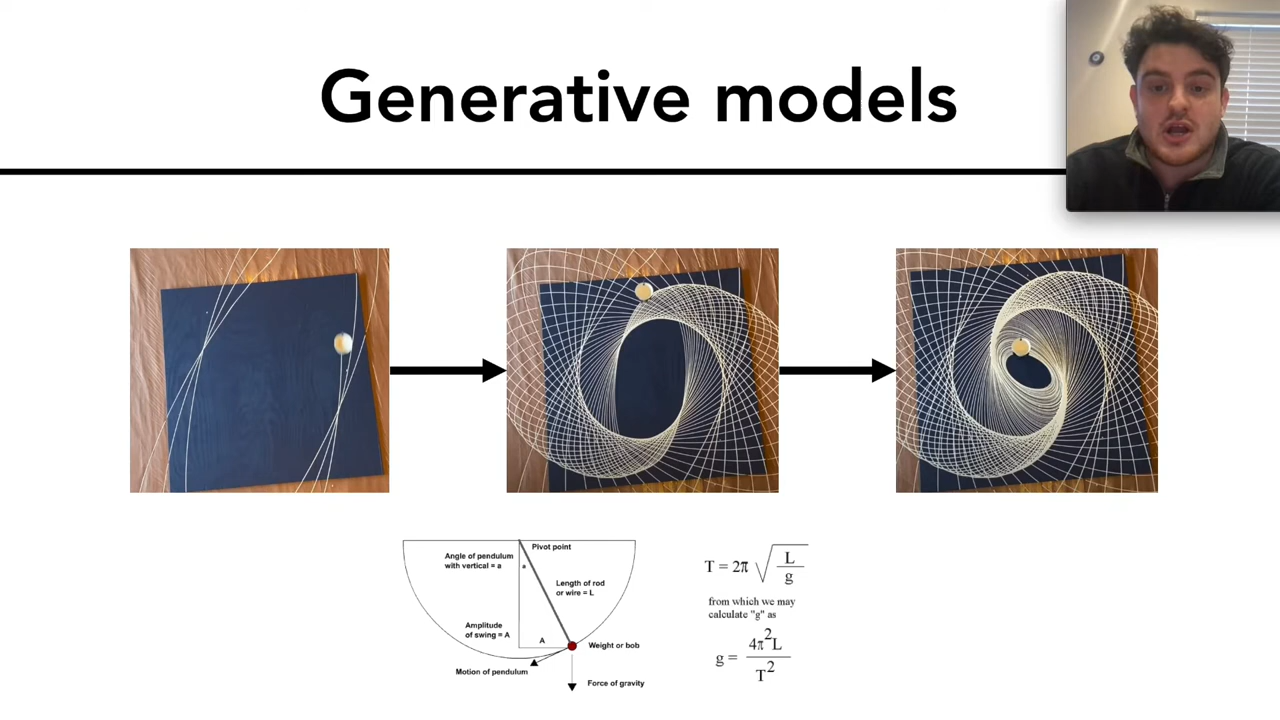 Generative models
Angle of pendulum
with vertical = a
Pivot point
a
Length of rod
or wire = L
Amplitude
of swing = A
A
Weight or bob
Motion of pendulum
Force of gravity
T = 2π √ L
g
from which we may
calculate "g" as
g = 4π²L
T²